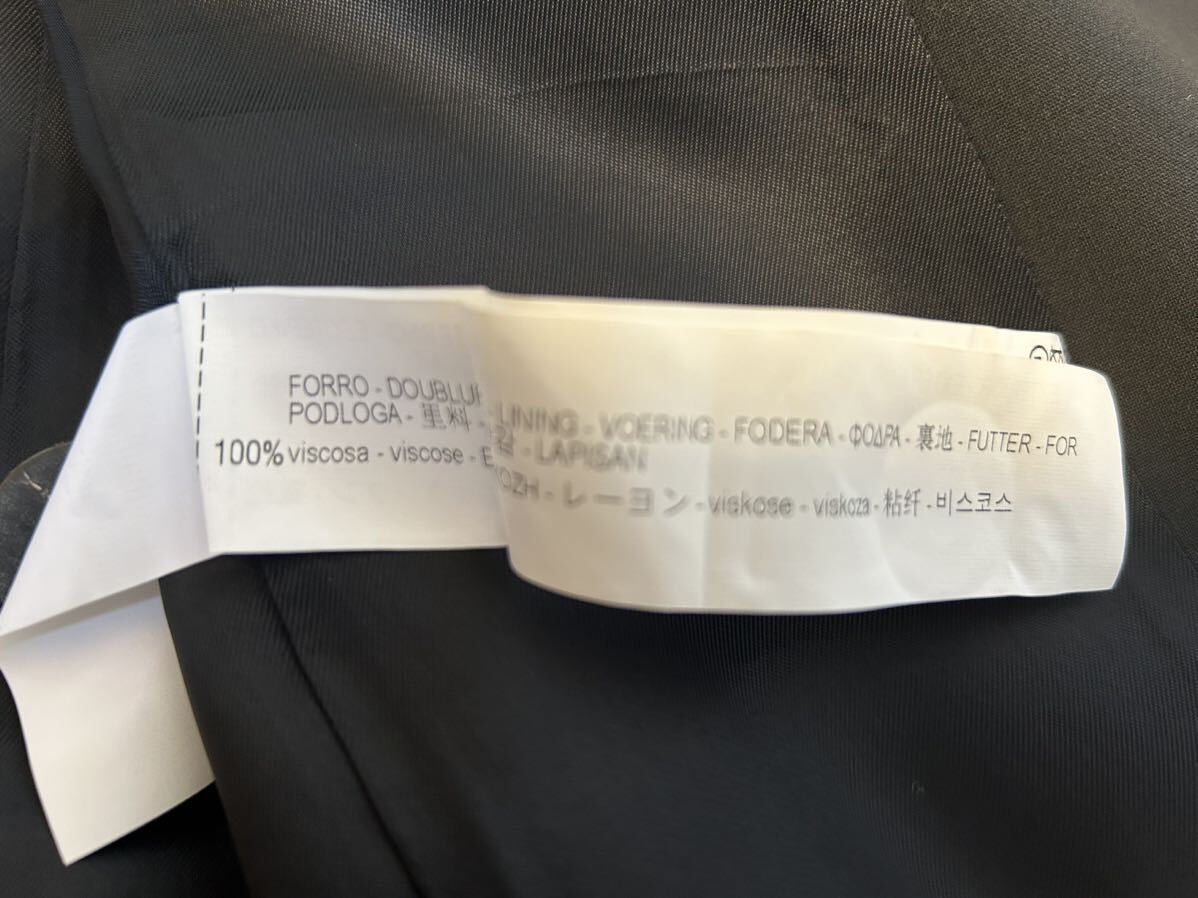 FORRO - DOUBLU LINING - VOERING - FODERA - ΦΟΔΡΑ - 裏地 - FUTTER - FOR
PODLOGA - 里料 - LAPISAN
100% viscosa - viscose - ΟΖΗ - レーヨン - viskose - viskoza - 粘纤 - 비스코스